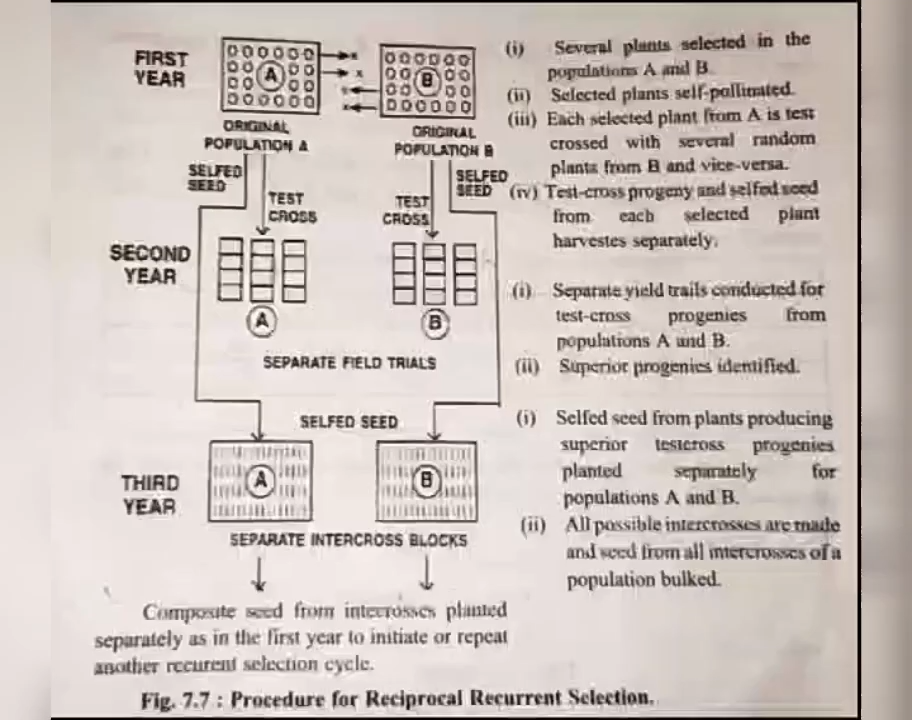 FIRST
YEAR
A
B
ORIGINAL
POPULATION A
ORIGINAL
POPULATION B
SELFED
SEED
TEST
CROSS
TEST
CROSS
SELFED
SEED
SECOND
YEAR
A
B
SEPARATE FIELD TRIALS
SELFED SEED
THIRD
YEAR
A
B
SEPARATE INTERCROSS BLOCKS
(i) Several plants selected in the
populations A and B.
(ii) Selected plants self-pollinated.
(iii) Each selected plant from A is test
crossed with several random
plants from B and vice-versa.
(iv) Test-cross progeny and selfed seed
from each selected plant
harvestes separately.
(i) Separate yield trails conducted for
test-cross progenies from
populations A and B.
(ii) Superior progenies identified.
(i) Selfed seed from plants producing
superior testcross progenies
planted separately for
populations A and B.
(ii) All possible intercrosses are made
and seed from all intercrosses of a
population bulked.
Composite seed from intecrosses planted
separately as in the first year to initiate or repeat
another recurent selection cycle.
Fig. 7.7 : Procedure for Reciprocal Recurrent Selection.